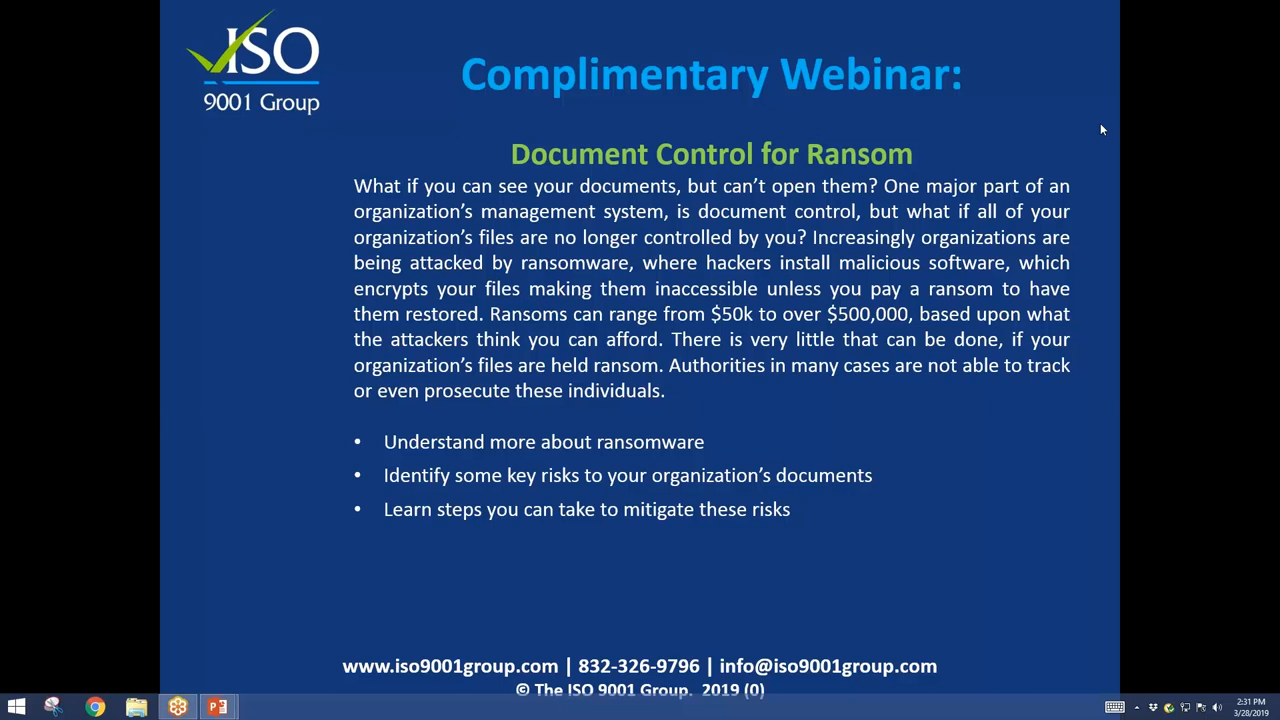 ISO
9001 Group
Complimentary Webinar:
Document Control for Ransom
What if you can see your documents, but can’t open them? One major part of an
organization’s management system, is document control, but what if all of your
organization’s files are no longer controlled by you? Increasingly organizations are
being attacked by ransomware, where hackers install malicious software, which
encrypts your files making them inaccessible unless you pay a ransom to have
them restored. Ransoms can range from $50k to over $500,000, based upon what
the attackers think you can afford. There is very little that can be done, if your
organization’s files are held ransom. Authorities in many cases are not able to track
or even prosecute these individuals.
• Understand more about ransomware
• Identify some key risks to your organization’s documents
• Learn steps you can take to mitigate these risks
www.iso9001group.com | 832-326-9796 | info@iso9001group.com
© The ISO 9001 Group. 2019 (0)
2:31 PM
3/28/2019